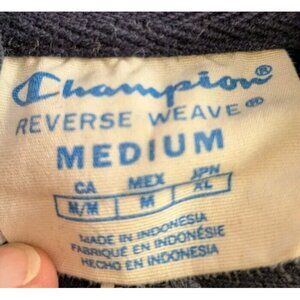 Champion®
REVERSE WEAVE®
MEDIUM
CA MEX JPN
M/M M XL
MADE IN INDONESIA
FABRIQUÉ EN INDONÉSIE
HECHO EN INDONESIA